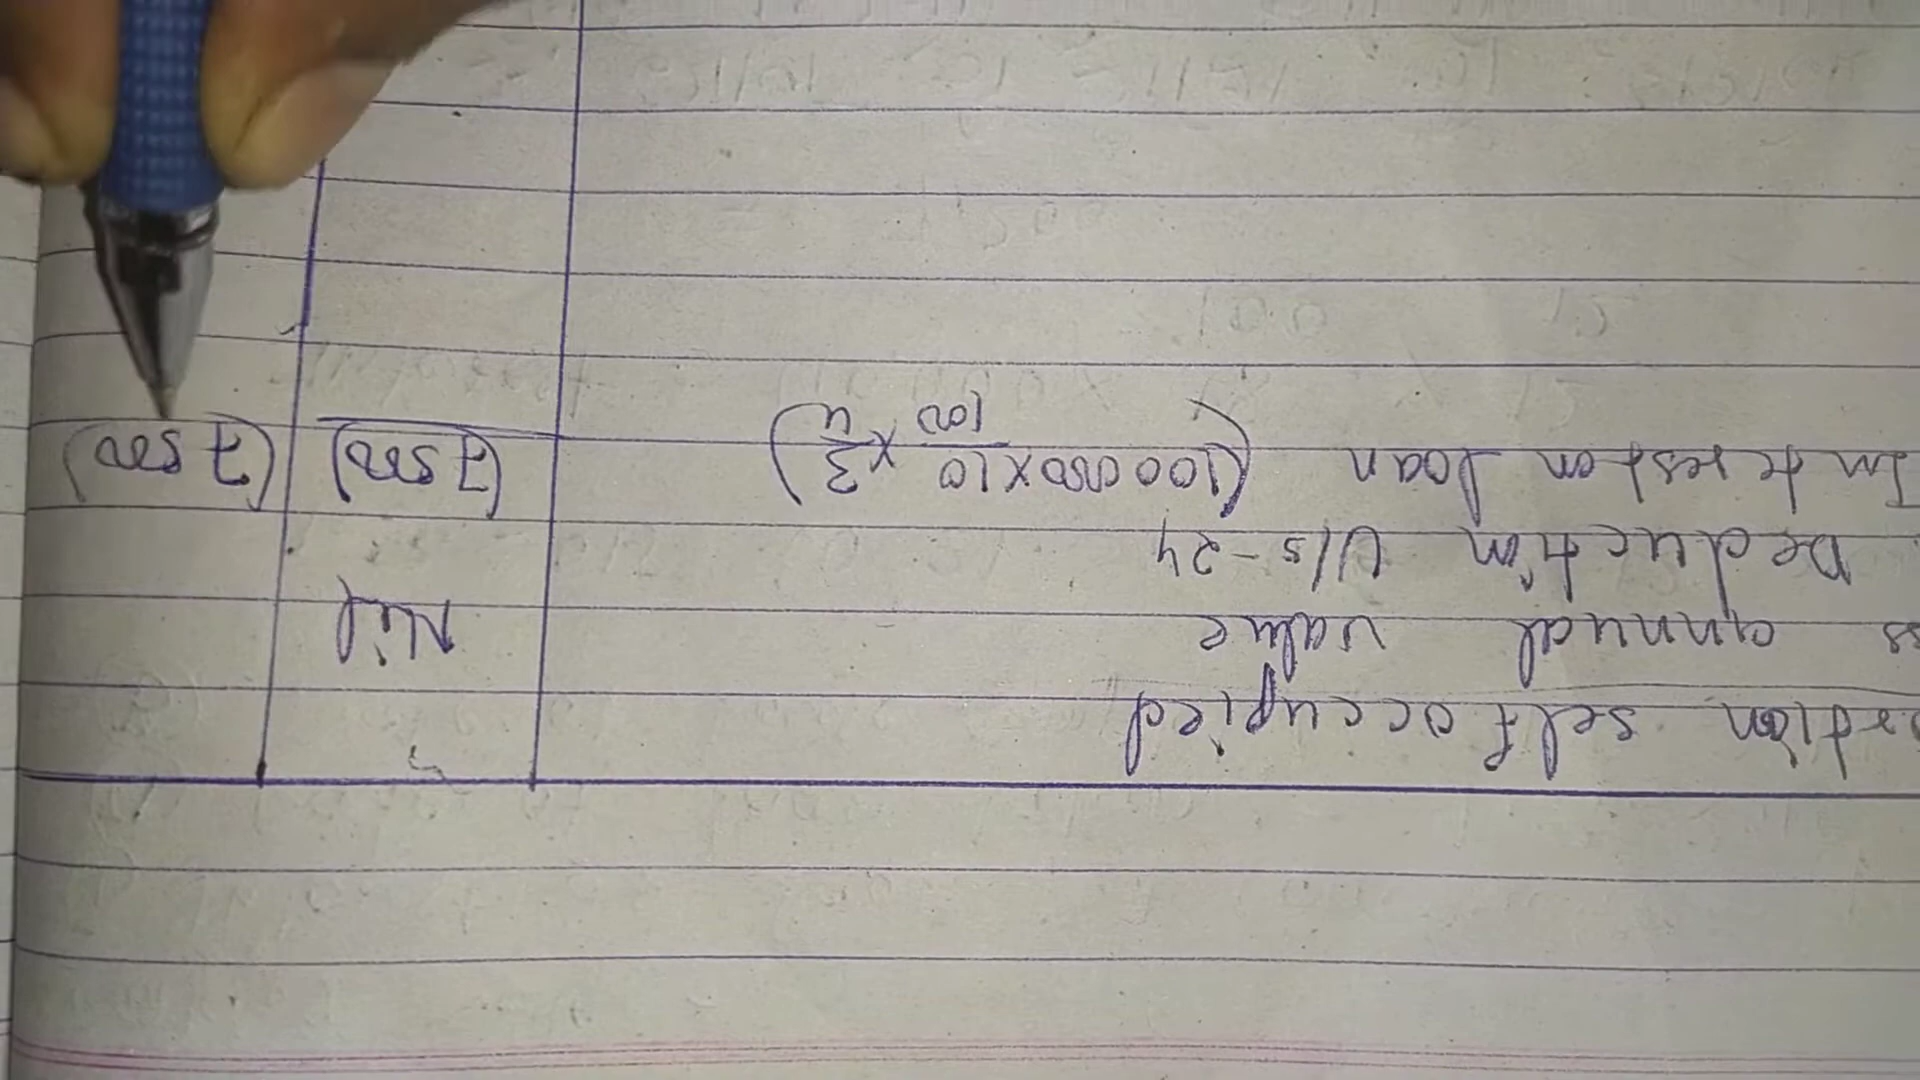 self occupied
annual value Nil
Deduction U/s-24
Interest on loan (100000×10/100 × 3/4) (7500) (7500)